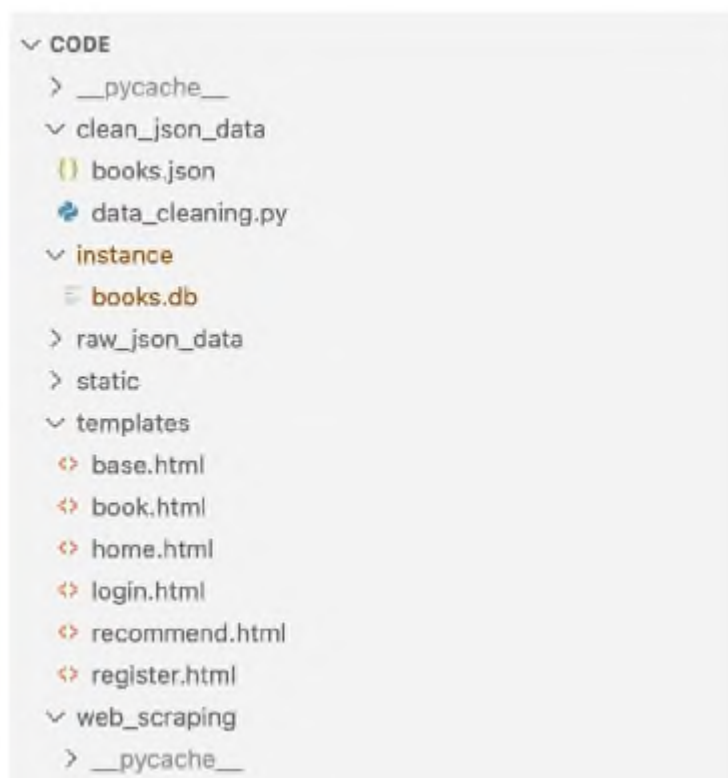 CODE
__pycache__
clean_json_data
{} books.json
data_cleaning.py
instance
books.db
raw_json_data
static
templates
<> base.html
<> book.html
<> home.html
<> login.html
<> recommend.html
<> register.html
web_scraping
__pycache__